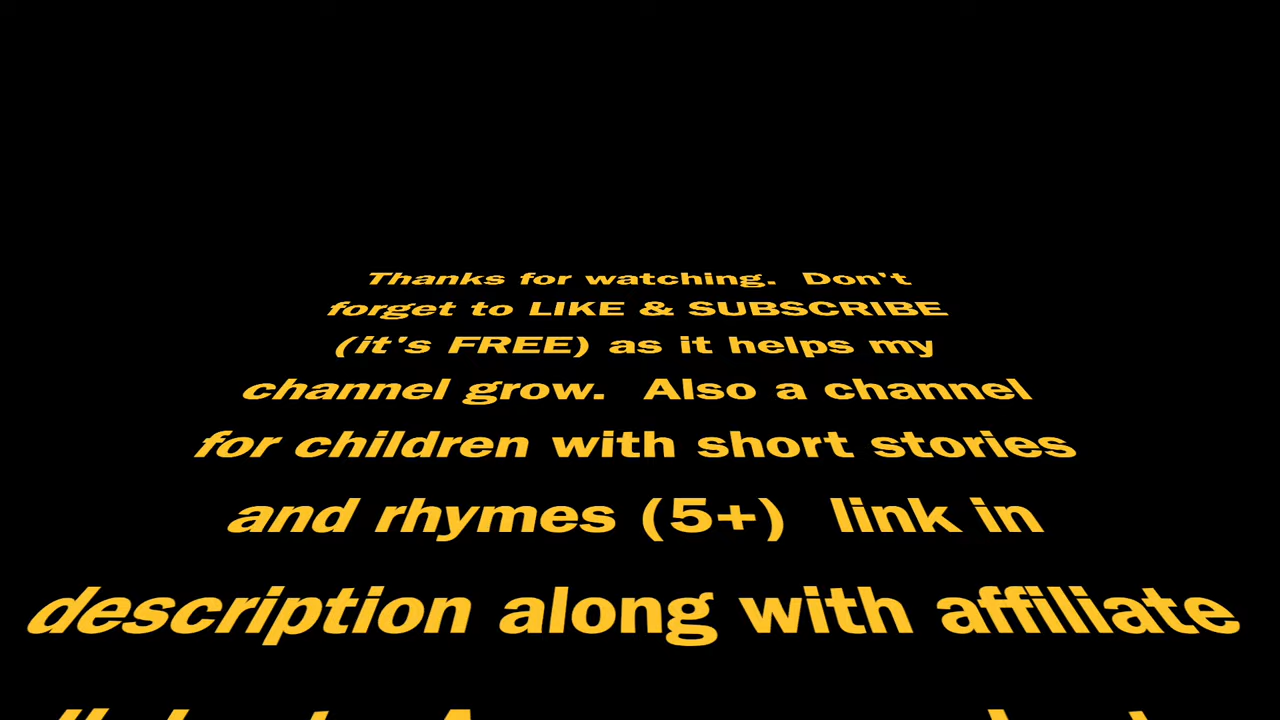 Thanks for watching.  Don't
forget to LIKE & SUBSCRIBE
(it's FREE) as it helps my
channel grow.  Also a channel
for children with short stories
and rhymes (5+)  link in
description along with affiliate